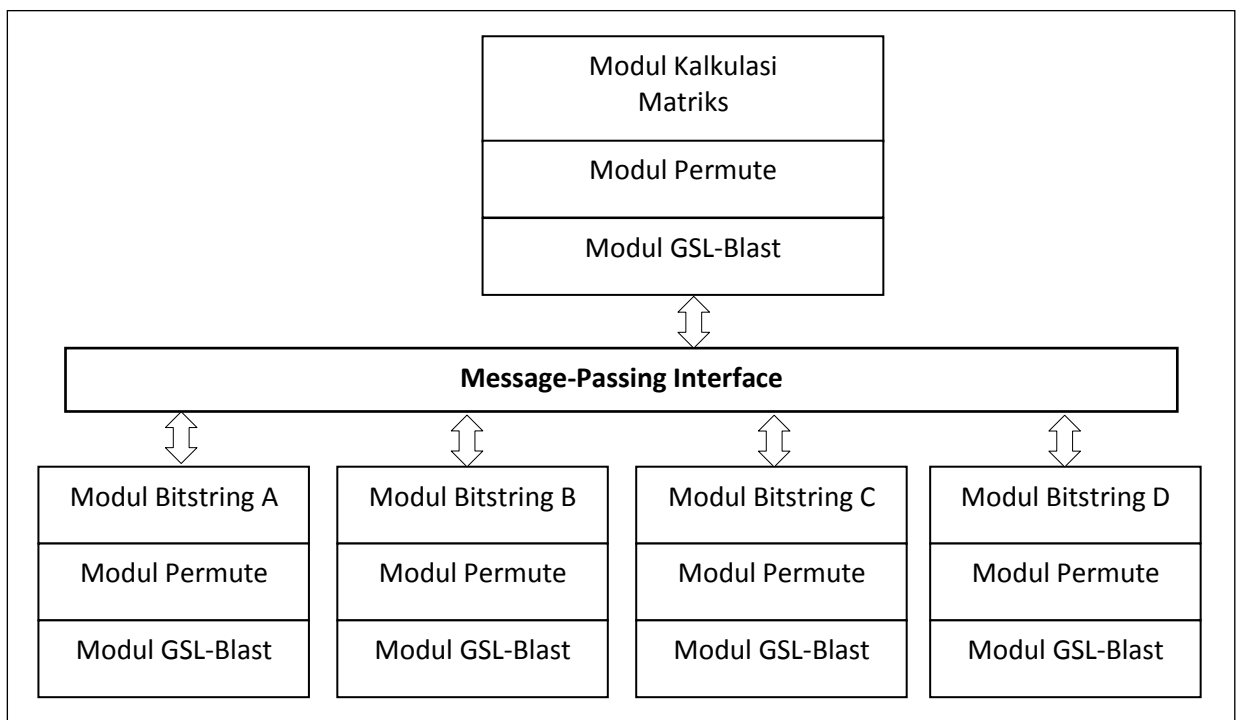 Modul Kalkulasi
Matriks
Modul Permute
Modul GSL-Blast
Message-Passing Interface
Modul Bitstring A
Modul Permute
Modul GSL-Blast
Modul Bitstring B
Modul Permute
Modul GSL-Blast
Modul Bitstring C
Modul Permute
Modul GSL-Blast
Modul Bitstring D
Modul Permute
Modul GSL-Blast